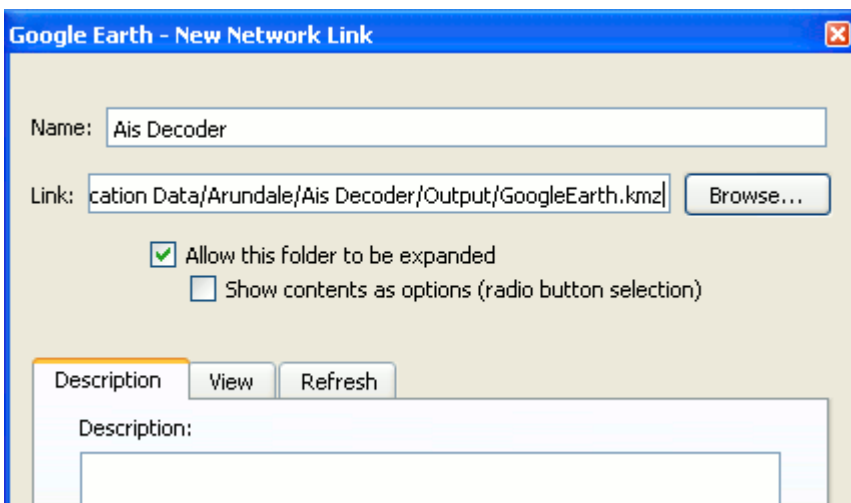 Google Earth - New Network Link
Name: Ais Decoder
Link: cation Data/Arundale/Ais Decoder/Output/GoogleEarth.kmz Browse...
Allow this folder to be expanded
Show contents as options (radio button selection)
Description View Refresh
Description: